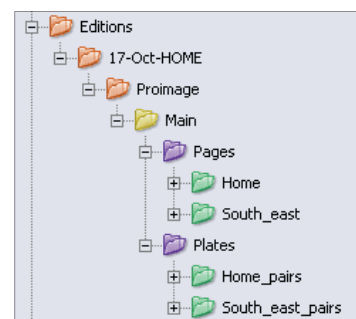 Editions
17-Oct-HOME
Proimage
Main
Pages
Home
South_east
Plates
Home_pairs
South_east_pairs